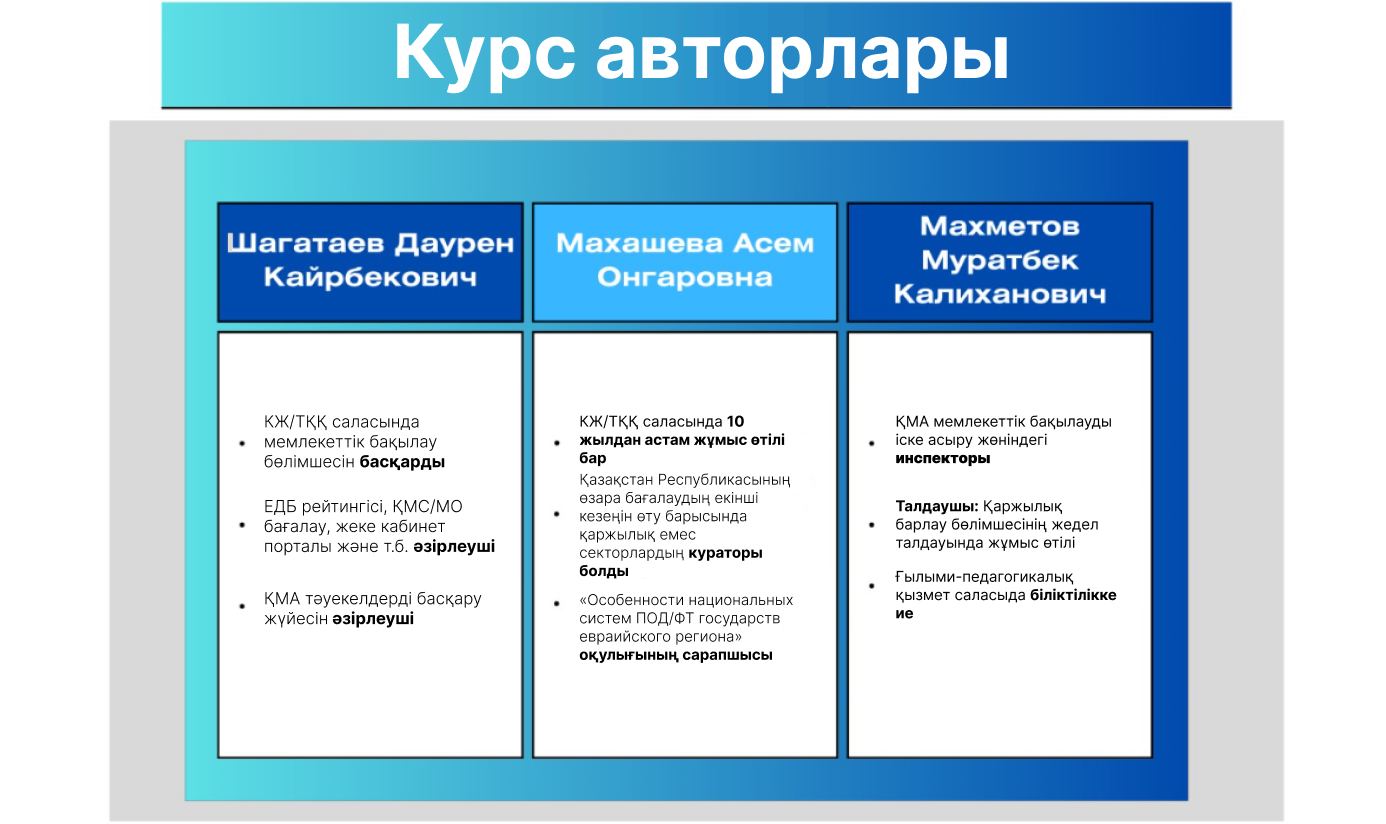 Курс авторлары
Шагатаев Даурен
Кайрбекович
КЖ/ТҚҚ саласында
мемлекеттік бақылау
бөлімшесін басқарды
ЕДБ рейтингісі, ҚМС/МО
бағалау, жеке кабинет
порталы және т.б. әзірлеуші
ҚМА тәуекелдерді басқару
жүйесін әзірлеуші
Махашева Асем
Онгаровна
КЖ/ТҚҚ саласында 10
жылдан астам жұмыс өтілі
бар
Қазақстан Республикасының
өзара бағалаудың екінші
кезеңін өту барысында
қаржылық емес
секторлардың кураторы
болды
«Особенности национальных
систем ПОД/ФТ государств
евраийского региона»
оқулығының сарапшысы
Махметов
Муратбек
Калиханович
ҚМА мемлекеттік бақылауды
іске асыру жөніндегі
инспекторы
Талдаушы: Қаржылық
барлау бөлімшесінің жедел
талдауында жұмыс өтілі
Ғылыми-педагогикалық
қызмет саласыда біліктілікке
ие